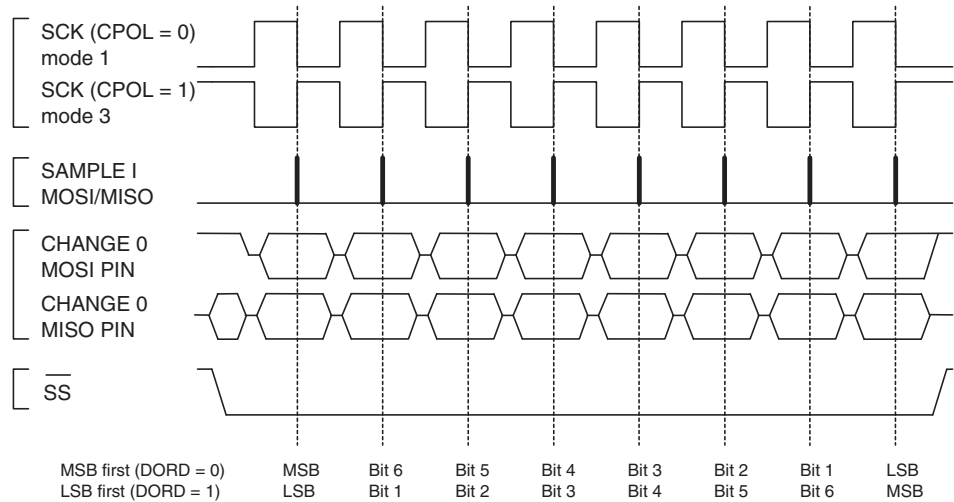 SCK (CPOL = 0)
mode 1
SCK (CPOL = 1)
mode 3
SAMPLE I
MOSI/MISO
CHANGE 0
MOSI PIN
CHANGE 0
MISO PIN
SS
MSB first (DORD = 0) MSB Bit 6 Bit 5 Bit 4 Bit 3 Bit 2 Bit 1 LSB
LSB first (DORD = 1) LSB Bit 1 Bit 2 Bit 3 Bit 4 Bit 5 Bit 6 MSB